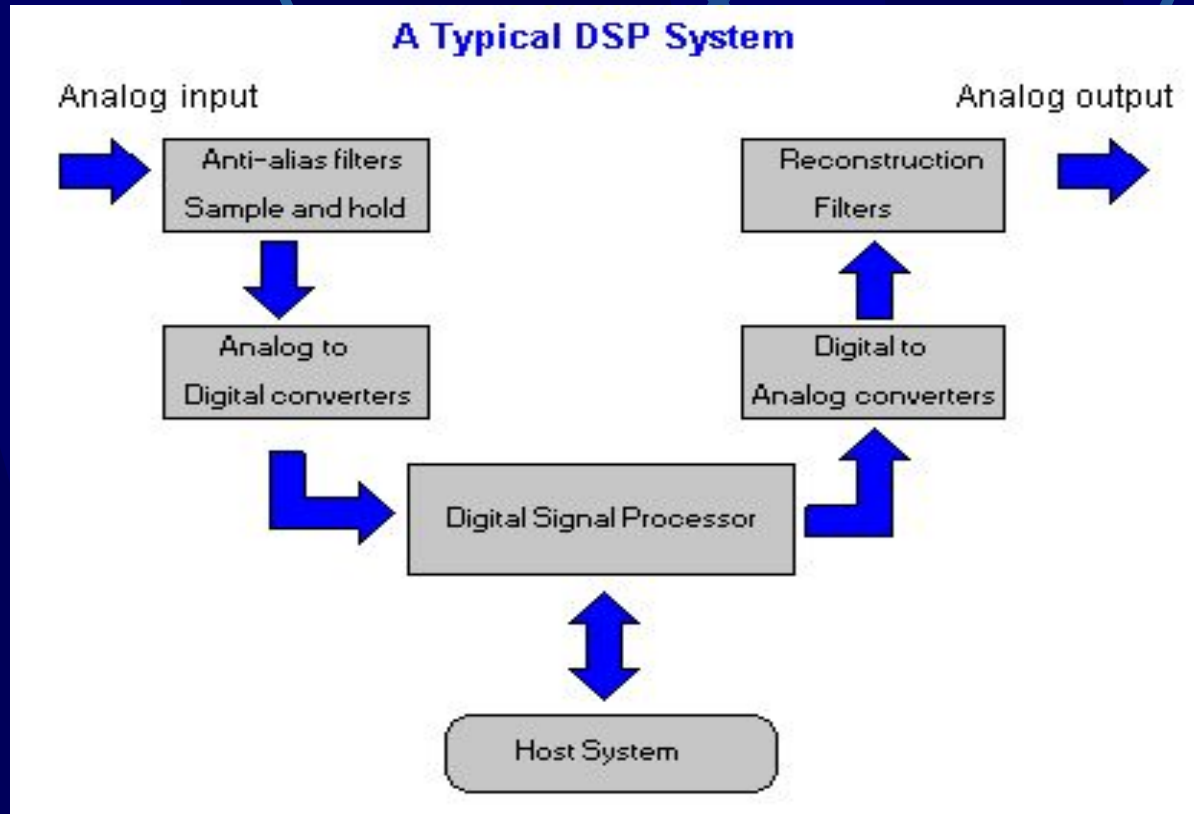 A Typical DSP System
Analog input
Analog output
Anti-alias filters
Sample and hold
Reconstruction
Filters
Analog to
Digital converters
Digital to
Analog converters
Digital Signal Processor
Host System